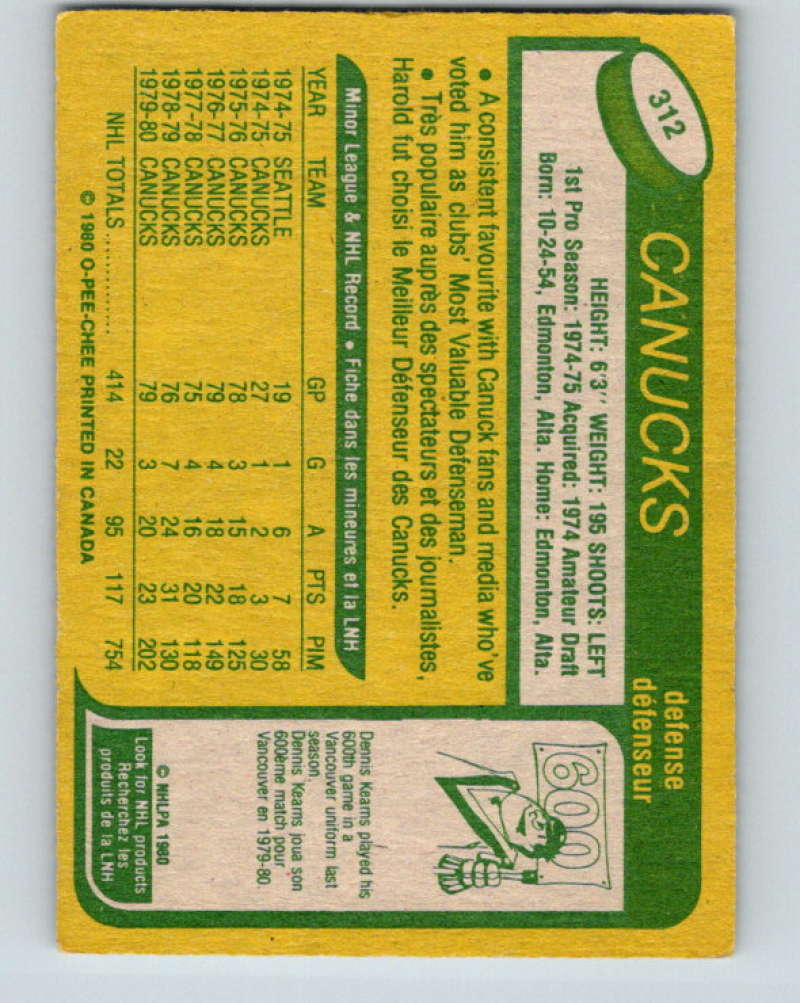 312
CANUCKS
defense
défenseur
HEIGHT: 6'3" WEIGHT: 195 SHOOTS: LEFT
1st Pro Season: 1974-75 Acquired: 1974 Amateur Draft
Born: 10-24-54, Edmonton, Alta. Home: Edmonton, Alta.
• A consistent favourite with Canuck fans and media who've
voted him as clubs' Most Valuable Defenseman.
• Très populaire auprès des spectateurs et des journalistes,
Harold fut choisi le Meilleur Défenseur des Canucks.
Minor League & NHL Record • Fiche dans les mineures et la LNH
YEAR TEAM GP G A PTS PIM
1974-75 SEATTLE 19 1 6 7 58
1974-75 CANUCKS 27 1 2 3 30
1975-76 CANUCKS 78 3 15 18 125
1976-77 CANUCKS 79 4 18 22 149
1977-78 CANUCKS 75 4 16 20 118
1978-79 CANUCKS 76 7 24 31 130
1979-80 CANUCKS 79 3 20 23 202
NHL TOTALS ............ 414 22 95 117 754
© 1980 O-PEE-CHEE PRINTED IN CANADA
600
Dennis Kearns played his
600th game in a
Vancouver uniform last
season.
Dennis Kearns joua son
600ème match pour
Vancouver en 1979-80
© NHLPA 1980
Look for NHL products
Recherchez les
produits de la LNH